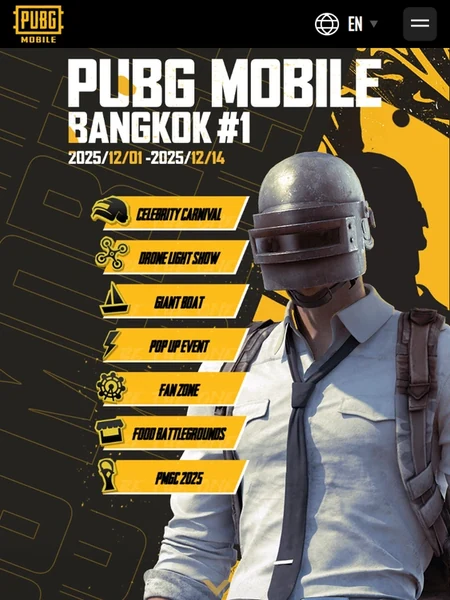 PUBG
MOBILE
EN
PUBG MOBILE
BANGKOK #1
2025/12/01 -2025/12/14
CELEBRITY CARNIVAL
DRONE LIGHT SHOW
GIANT BOAT
POP UP EVENT
FAN ZONE
FOOD BATTLEGROUNDS
PMGC 2025